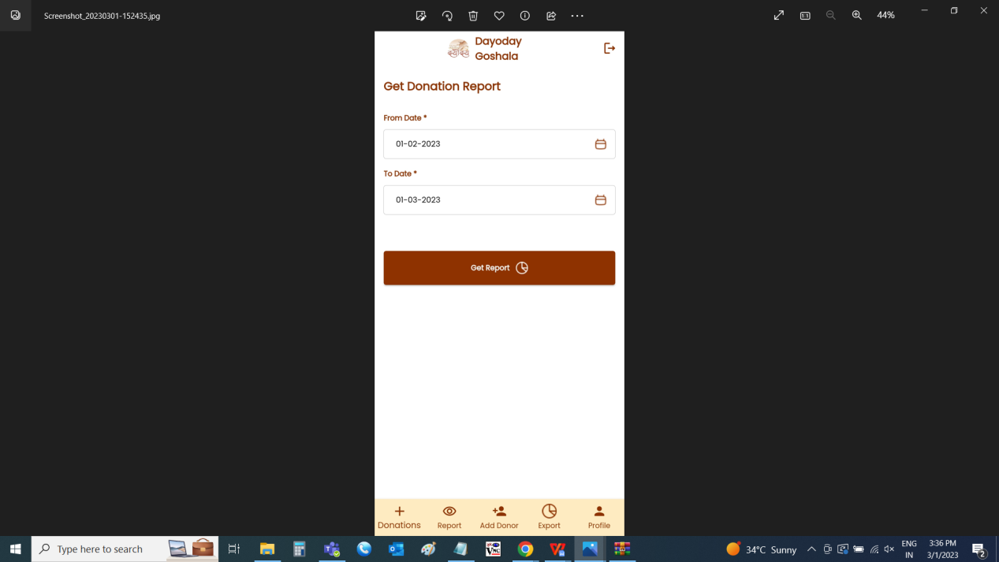 Screenshot_20230301-152435.jpg
44%
दयोदय
Dayoday
Goshala
Get Donation Report
From Date *
01-02-2023
To Date *
01-03-2023
Get Report
Donations
Report
Add Donor
Export
Profile
Type here to search
34°C Sunny
ENG
IN
3:36 PM
3/1/2023
2